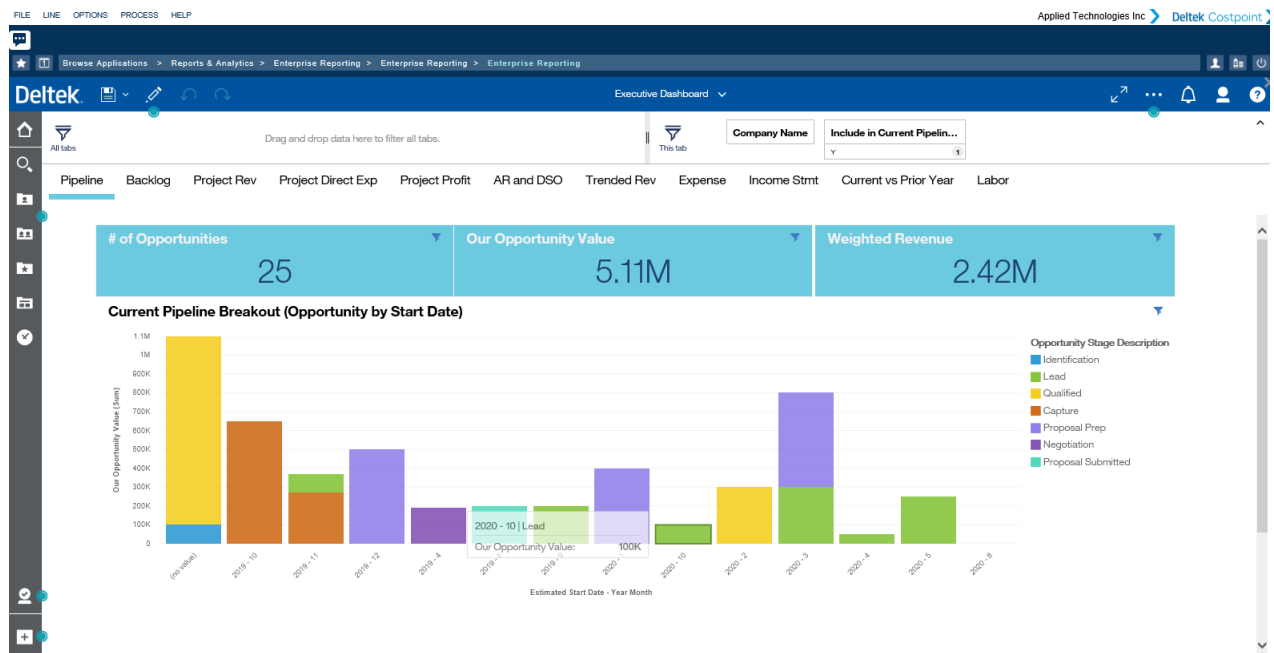 FILE LINE OPTIONS PROCESS HELP
Applied Technologies Inc Deltek Costpoint
Browse Applications > Reports & Analytics > Enterprise Reporting > Enterprise Reporting > Enterprise Reporting
Deltek. Executive Dashboard ?
All tabs
Drag and drop data here to filter all tabs.
This tab
Company Name
Include in Current Pipelin...
Y 1
Pipeline Backlog Project Rev Project Direct Exp Project Profit AR and DSO Trended Rev Expense Income Stmt Current vs Prior Year Labor
# of Opportunities
25
Our Opportunity Value
5.11M
Weighted Revenue
2.42M
Current Pipeline Breakout (Opportunity by Start Date)
Our Opportunity Value (Sum)
1.1M
1M
900K
800K
700K
600K
500K
400K
300K
200K
100K
0
2020 - 10 | Lead
Our Opportunity Value: 100K
(no value)
2019 - 10
2019 - 11
2019 - 12
2019 - 4
2020 - 10
2020 - 2
2020 - 3
2020 - 4
2020 - 5
2020 - 8
Estimated Start Date - Year Month
Opportunity Stage Description
Identification
Lead
Qualified
Capture
Proposal Prep
Negotiation
Proposal Submitted